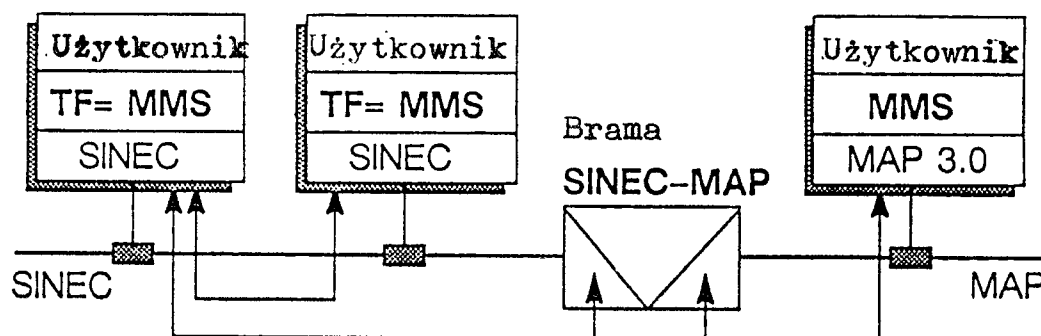 Użytkownik
TF= MMS
SINEC
Użytkownik
TF= MMS
SINEC
Brama
SINEC-MAP
Użytkownik
MMS
MAP 3.0
SINEC
MAP